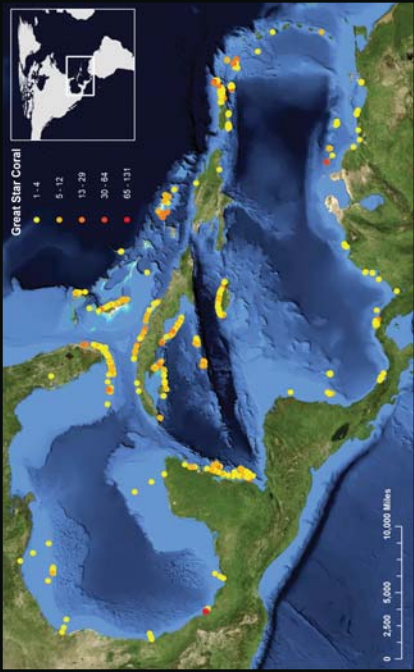 Great Star Coral
1 - 4
5 - 12
13 - 29
30 - 64
65 - 131
0 2,500 5,000 10,000 Miles